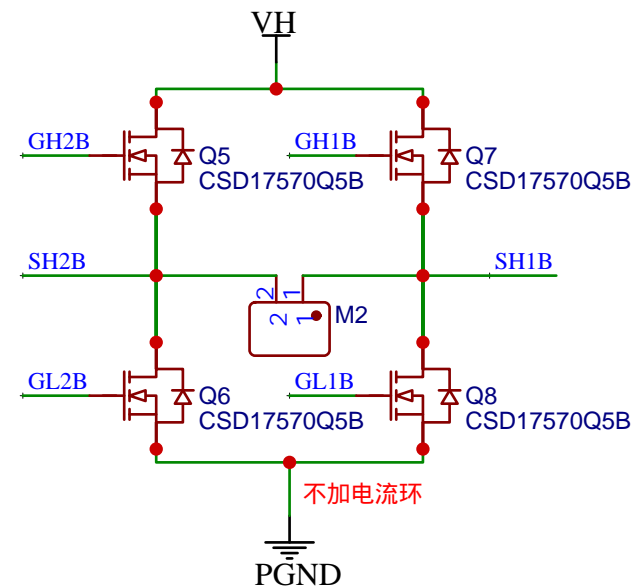 VH
GH2B
GH1B
Q5
CSD17570Q5B
Q7
CSD17570Q5B
SH2B
SH1B
2
1
2
1
M2
GL2B
GL1B
Q6
CSD17570Q5B
Q8
CSD17570Q5B
不加电流环
PGND